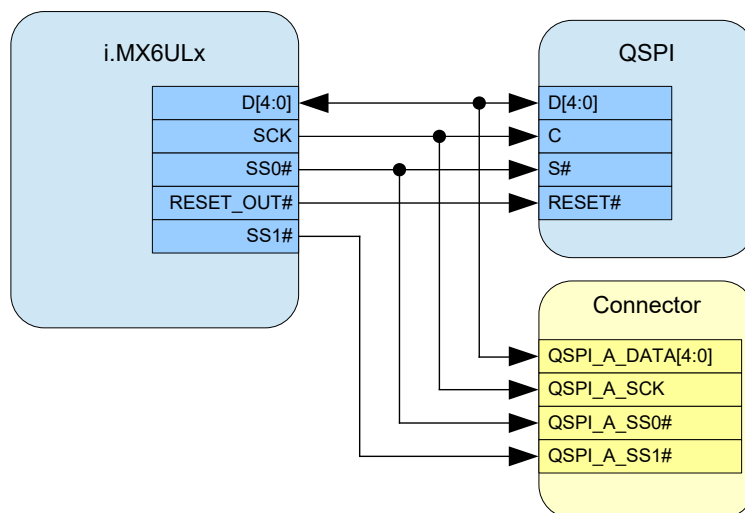 i.MX6ULx
D[4:0]
SCK
SS0#
RESET_OUT#
SS1#
QSPI
D[4:0]
C
S#
RESET#
Connector
QSPI_A_DATA[4:0]
QSPI_A_SCK
QSPI_A_SS0#
QSPI_A_SS1#